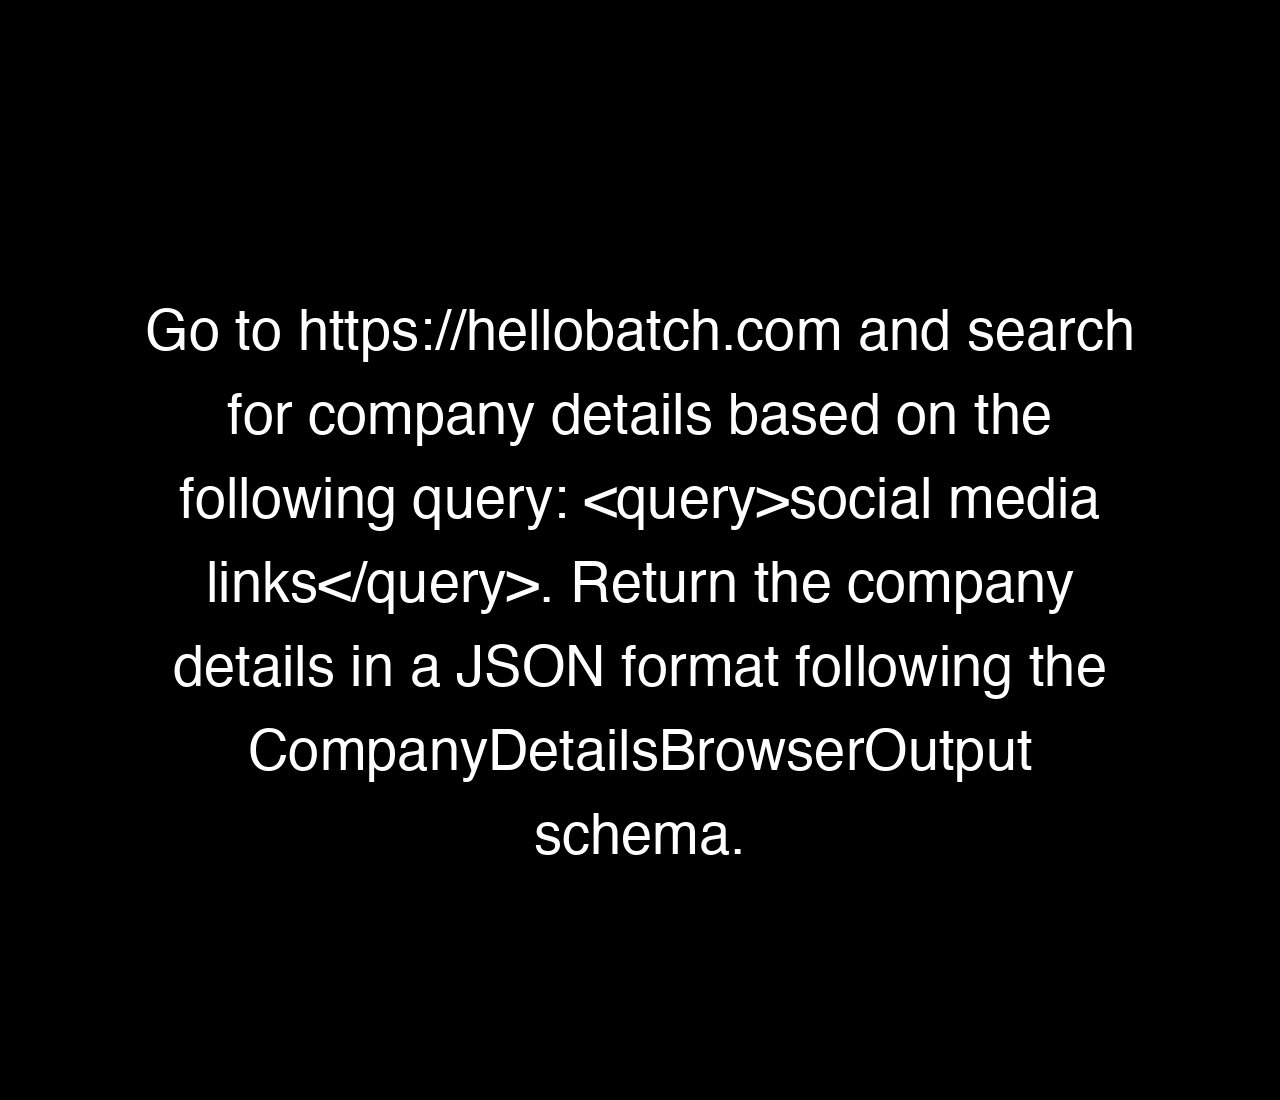 Go to https://hellobatch.com and search
for company details based on the
following query: <query>social media
links</query>. Return the company
details in a JSON format following the
CompanyDetailsBrowserOutput
schema.